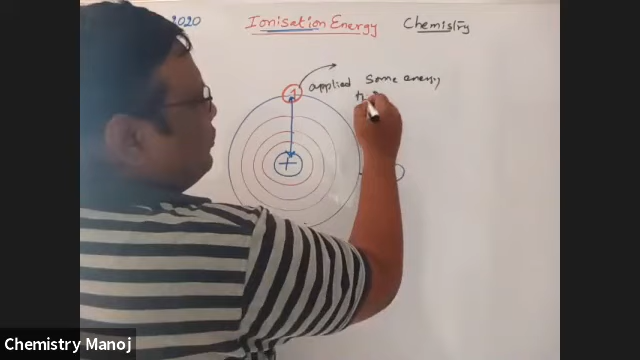 2020 Ionisation Energy Chemistry
applied Some energy
+
Chemistry Manoj